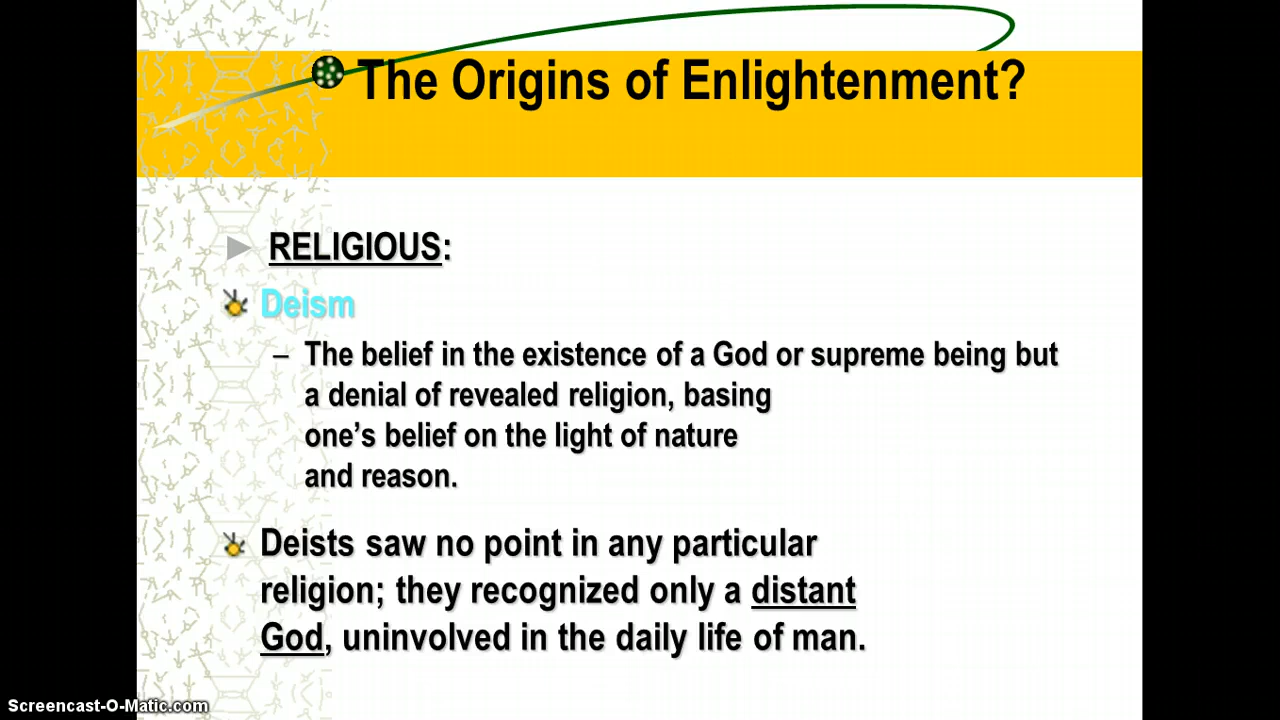 The Origins of Enlightenment?
RELIGIOUS:
Deism
– The belief in the existence of a God or supreme being but
a denial of revealed religion, basing
one’s belief on the light of nature
and reason.
Deists saw no point in any particular
religion; they recognized only a distant
God, uninvolved in the daily life of man.
Screencast-O-Matic.com